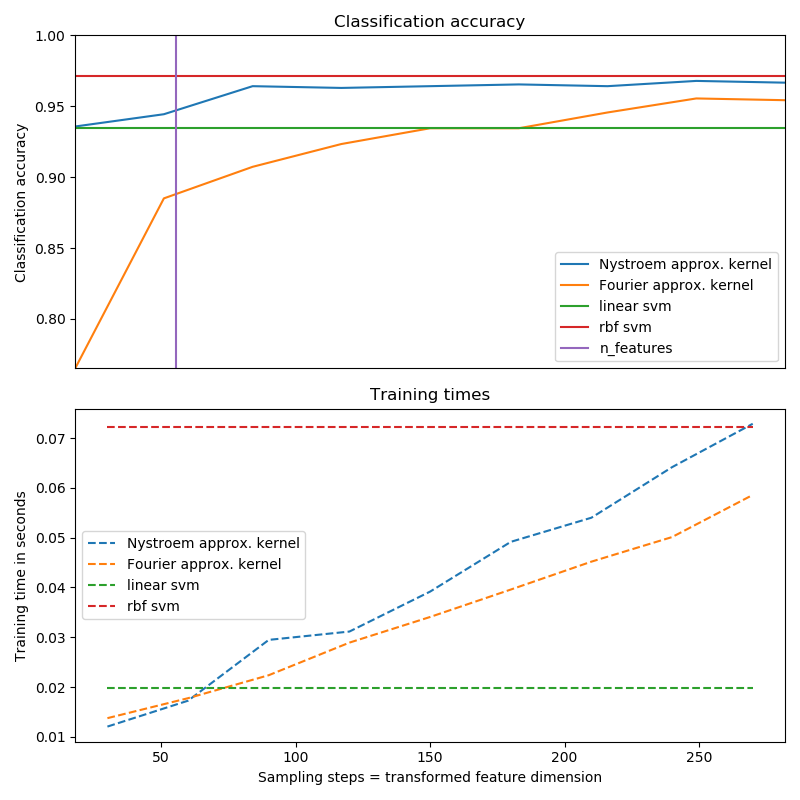 Classification accuracy
1.00
0.95
0.90
0.85
0.80
Classification accuracy
Nystroem approx. kernel
Fourier approx. kernel
linear svm
rbf svm
n_features
Training times
0.07
0.06
0.05
0.04
0.03
0.02
0.01
Training time in seconds
Nystroem approx. kernel
Fourier approx. kernel
linear svm
rbf svm
50 100 150 200 250
Sampling steps = transformed feature dimension